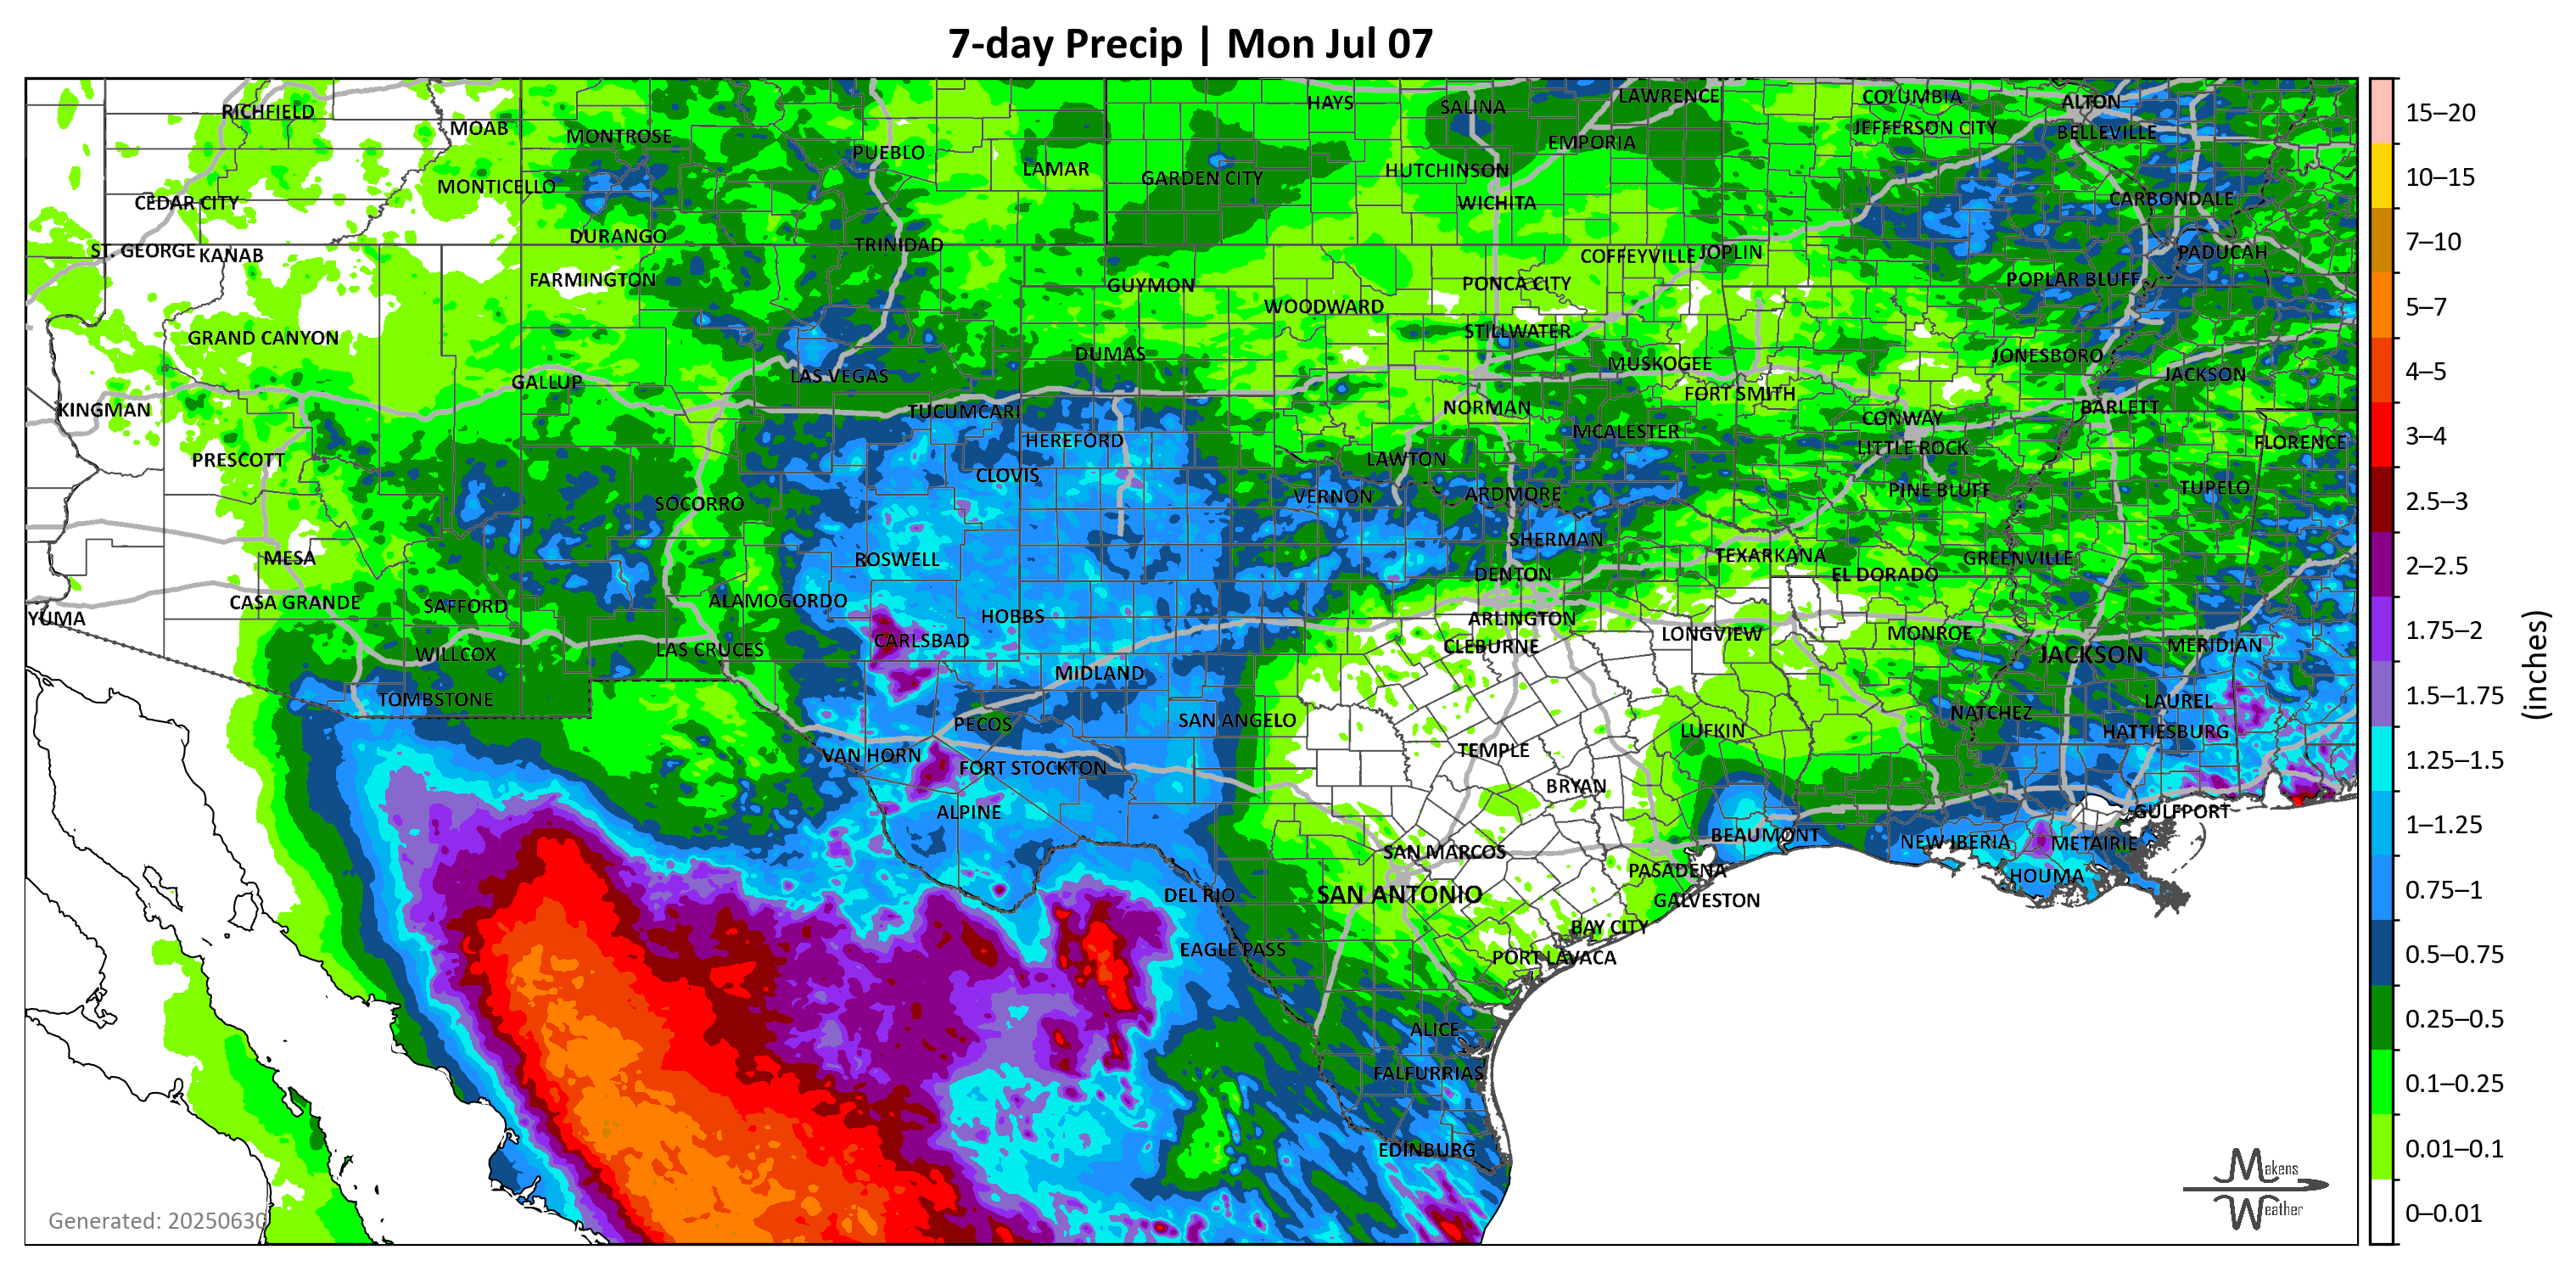 7-day Precip | Mon Jul 07
RICHFIELD
MOAB
MONTROSE
PUEBLO
LAMAR
HAYS
SALINA
LAWRENCE
COLUMBIA
ALTON
JEFFERSON CITY
BELLEVILLE
EMPORIA
GARDEN CITY
HUTCHINSON
MONTICELLO
CEDAR CITY
WICHITA
CARBONDALE
DURANGO
TRINIDAD
ST. GEORGE
KANAB
COFFEYVILLE
JOPLIN
PADUCAH
FARMINGTON
GUYMON
PONCA CITY
POPLAR BLUFF
WOODWARD
GRAND CANYON
STILLWATER
DUMAS
MUSKOGEE
JONESBORO
GALLUP
LAS VEGAS
FORT SMITH
JACKSON
KINGMAN
TUCUMCARI
NORMAN
CONWAY
BARLETT
HEREFORD
MCALESTER
LITTLE ROCK
FLORENCE
PRESCOTT
CLOVIS
LAWTON
SOCORRO
VERNON
ARDMORE
PINE BLUFF
TUPELO
MESA
ROSWELL
SHERMAN
TEXARKANA
GREENVILLE
DENTON
EL DORADO
YUMA
CASA GRANDE
SAFFORD
ALAMOGORDO
HOBBS
ARLINGTON
WILLCOX
LAS CRUCES
CARLSBAD
CLEBURNE
LONGVIEW
MONROE
JACKSON
MERIDIAN
TOMBSTONE
MIDLAND
LAUREL
PECOS
SAN ANGELO
NATCHEZ
HATTIESBURG
LUFKIN
VAN HORN
FORT STOCKTON
TEMPLE
BRYAN
ALPINE
GULFPORT
BEAUMONT
NEW IBERIA
METAIRIE
SAN MARCOS
PASADENA
HOUMA
DEL RIO
SAN ANTONIO
GALVESTON
BAY CITY
EAGLE PASS
PORT LAVACA
ALICE
FALFURRIAS
EDINBURG
Generated: 20250630
Makens
Weather
15–20
10–15
7–10
5–7
4–5
3–4
2.5–3
2–2.5
1.75–2
1.5–1.75
1.25–1.5
1–1.25
0.75–1
0.5–0.75
0.25–0.5
0.1–0.25
0.01–0.1
0–0.01
(inches)